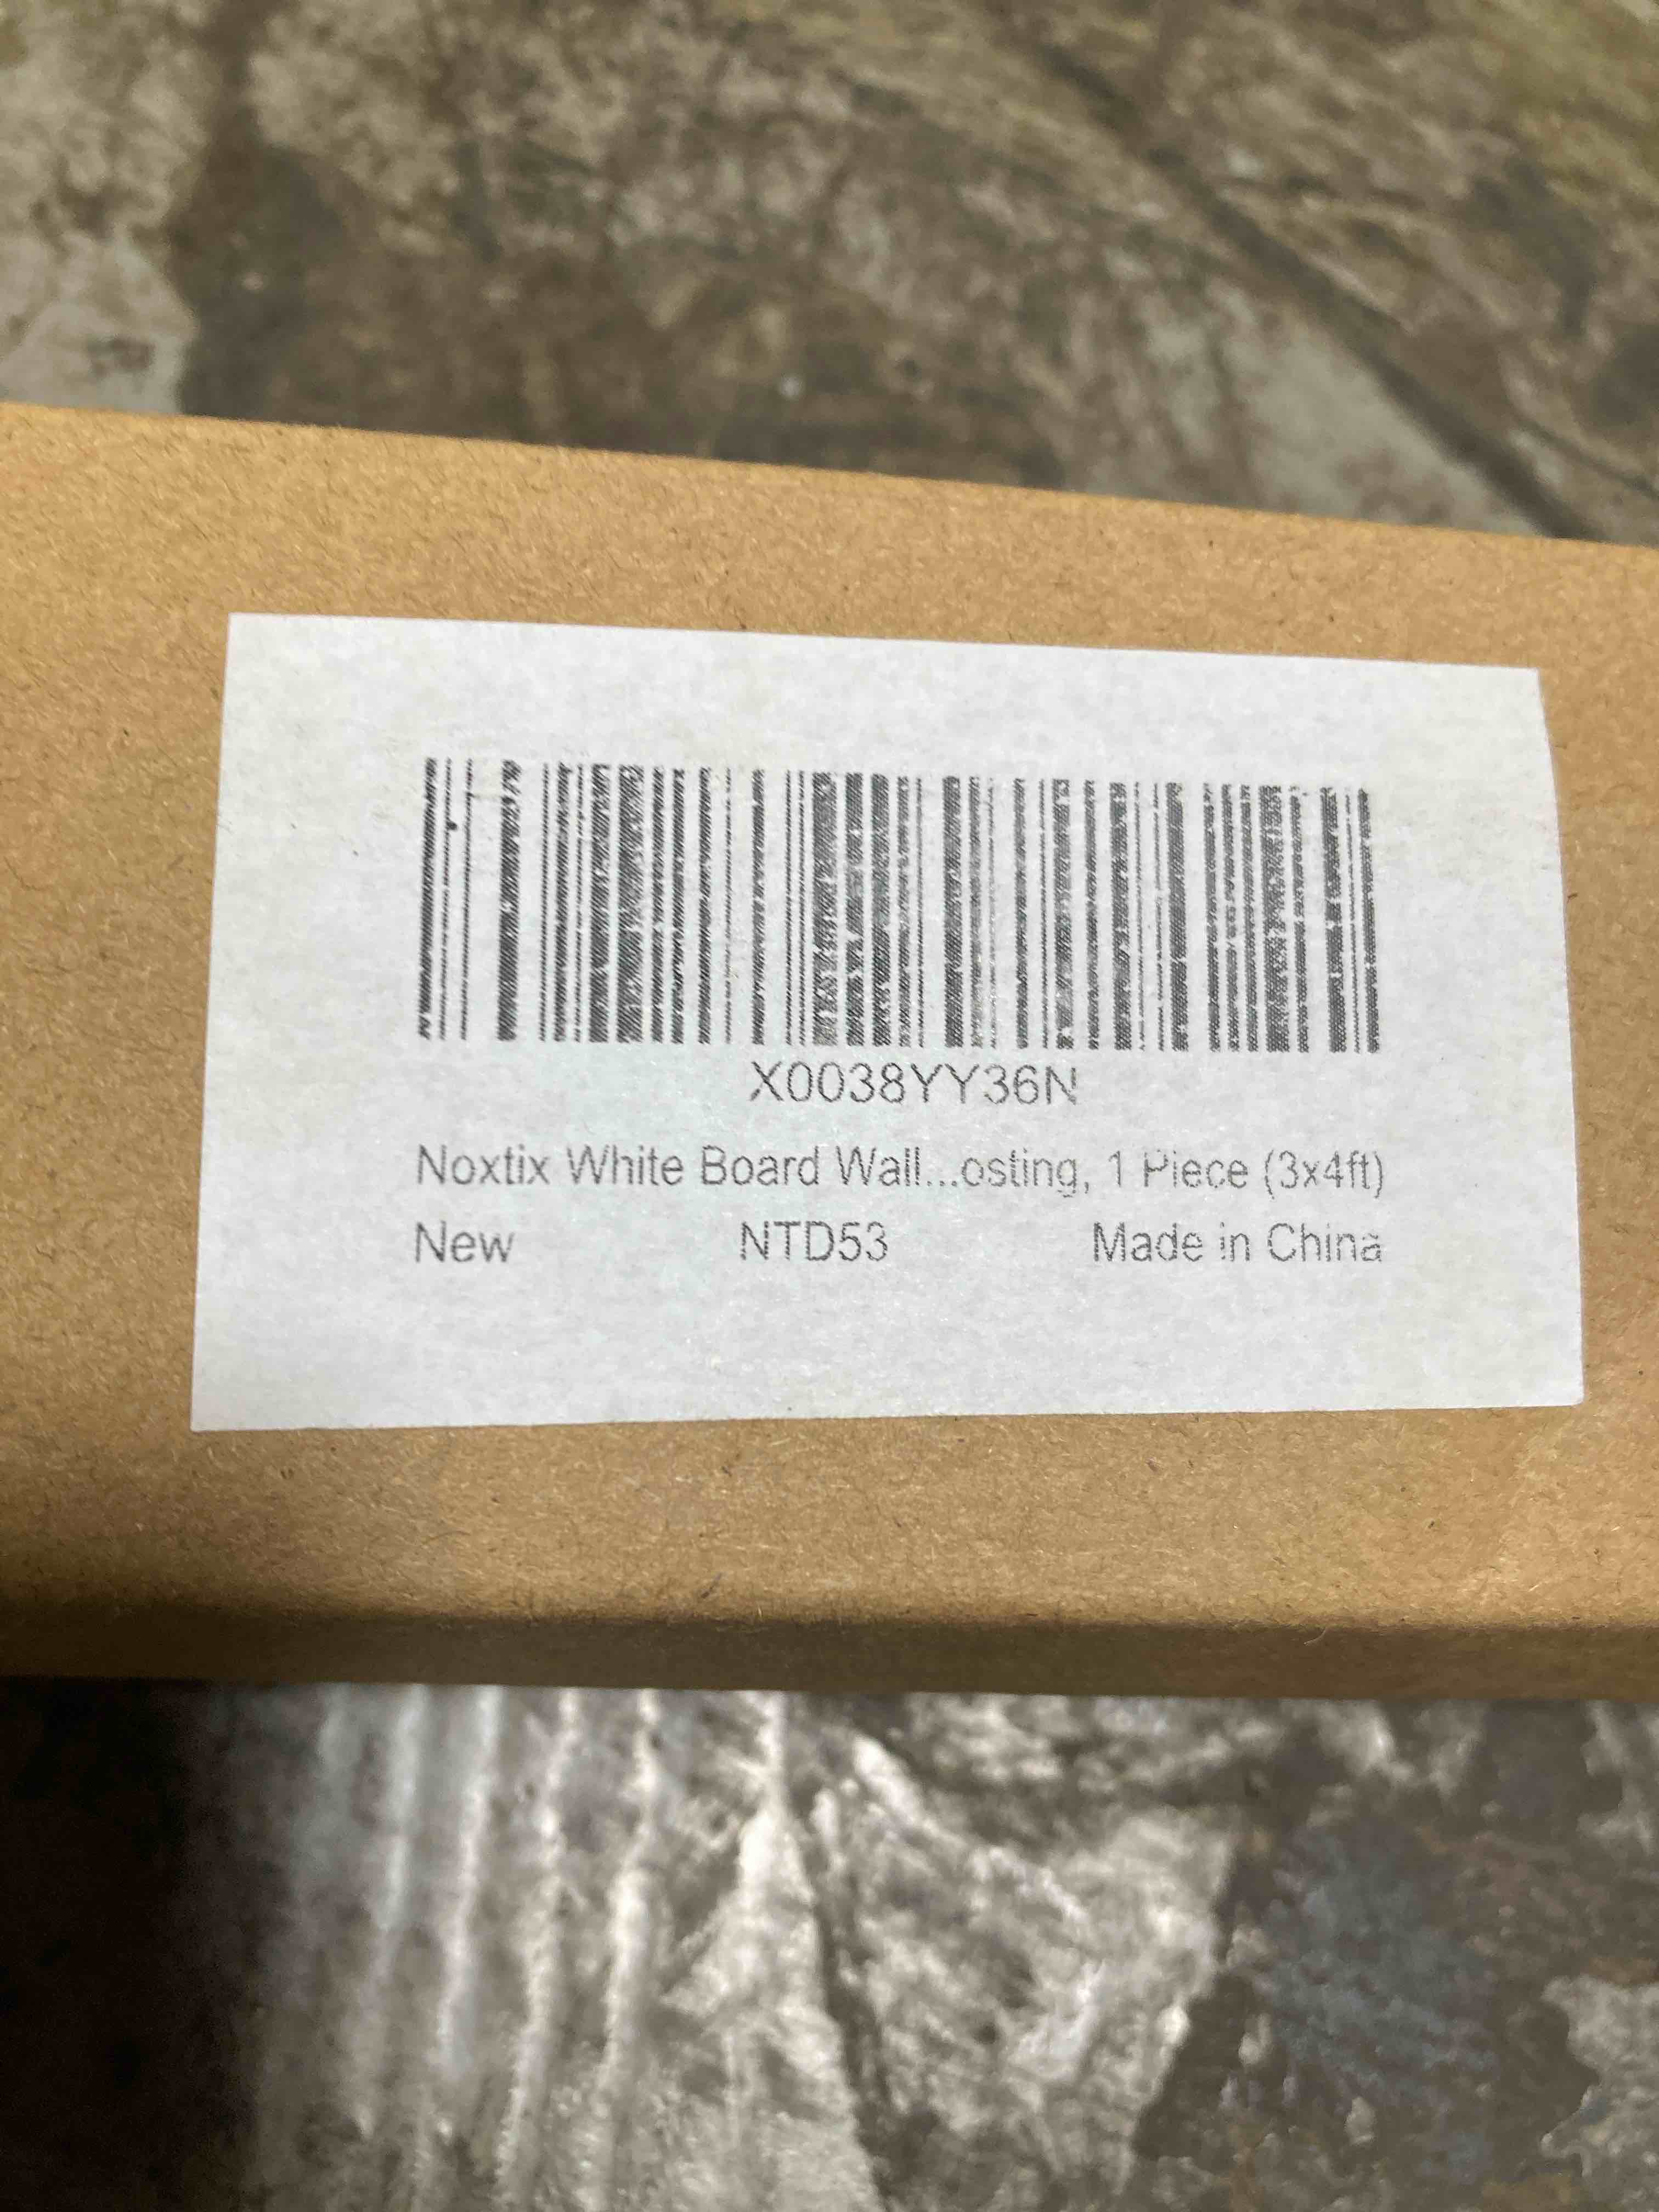 X0038YY36N
Noxtix White Board Wall...osting, 1 Piece (3x4ft)
New NTD53 Made in China